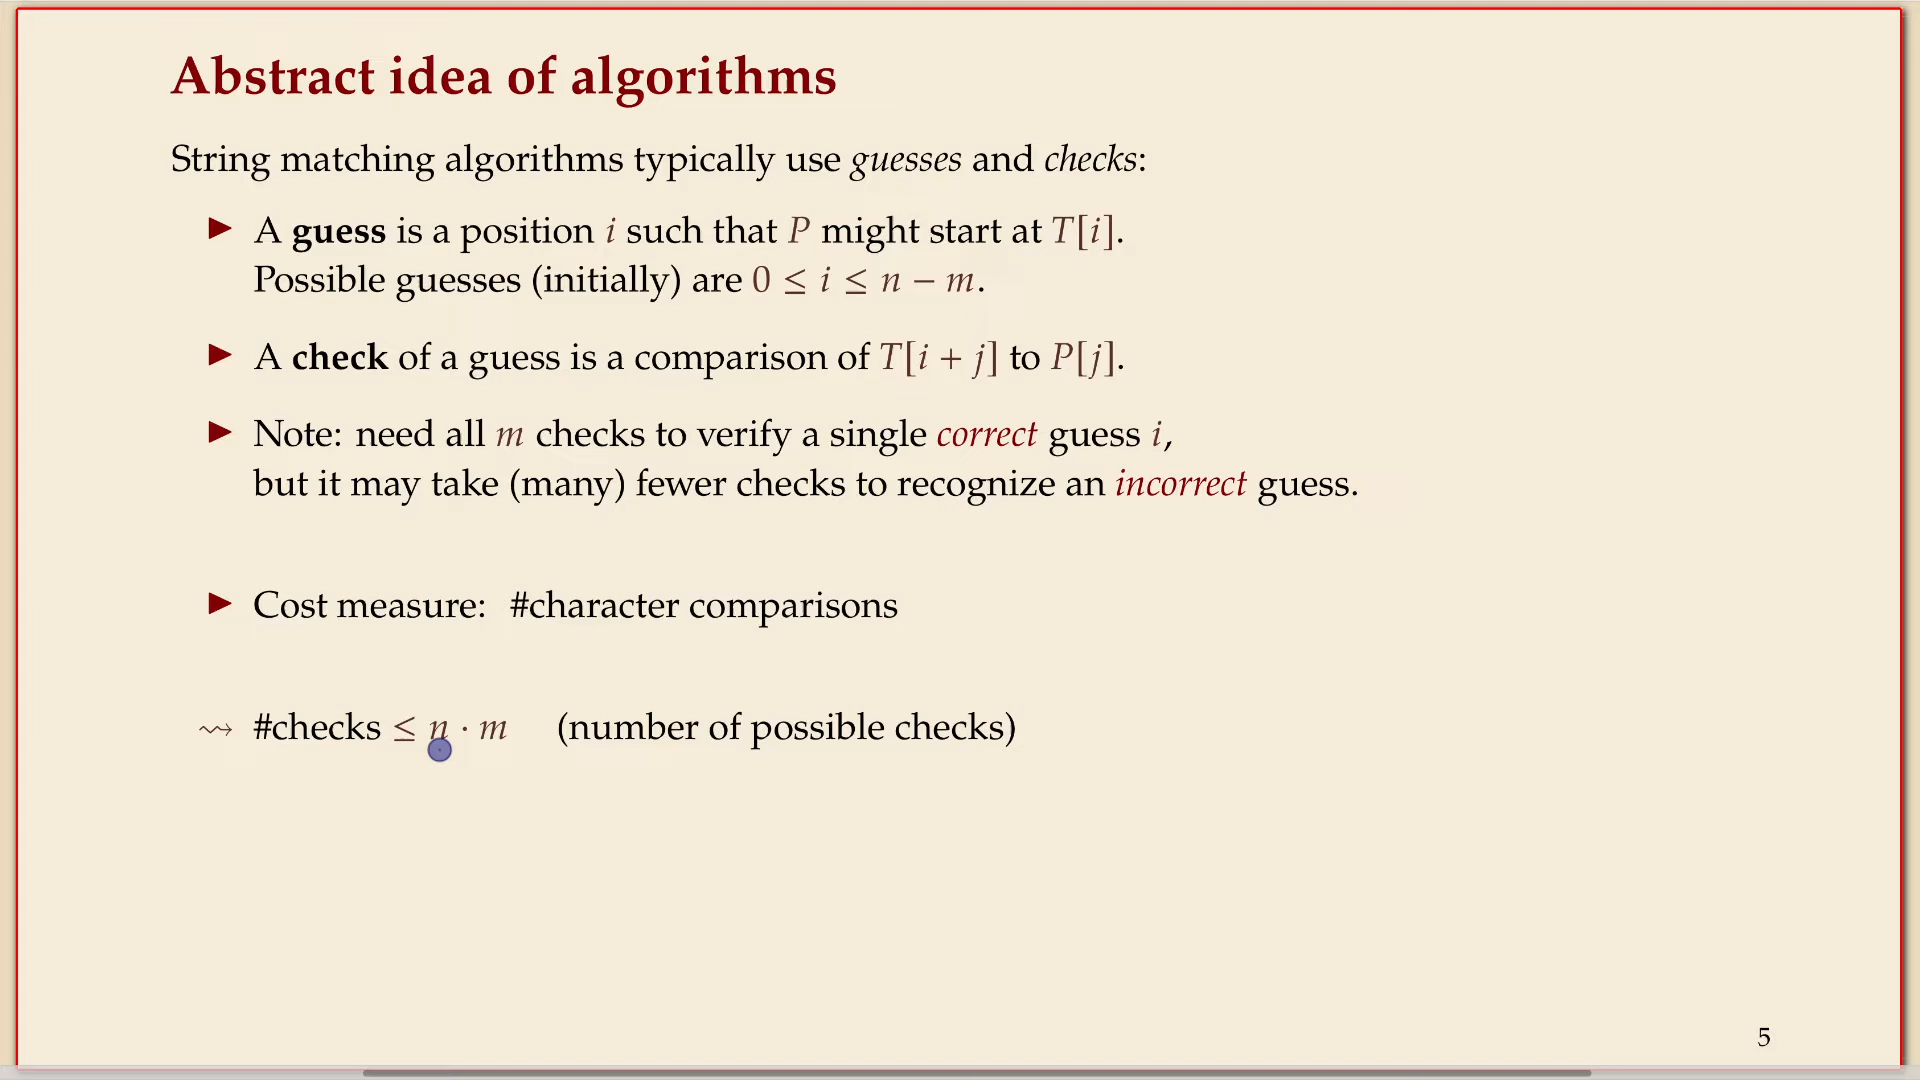 Abstract idea of algorithms
String matching algorithms typically use guesses and checks:
▶ A guess is a position i such that P might start at T[i].
Possible guesses (initially) are 0 ≤ i ≤ n − m.
▶ A check of a guess is a comparison of T[i + j] to P[j].
▶ Note: need all m checks to verify a single correct guess i,
but it may take (many) fewer checks to recognize an incorrect guess.
▶ Cost measure: #character comparisons
⇝ #checks ≤ n · m (number of possible checks)
5